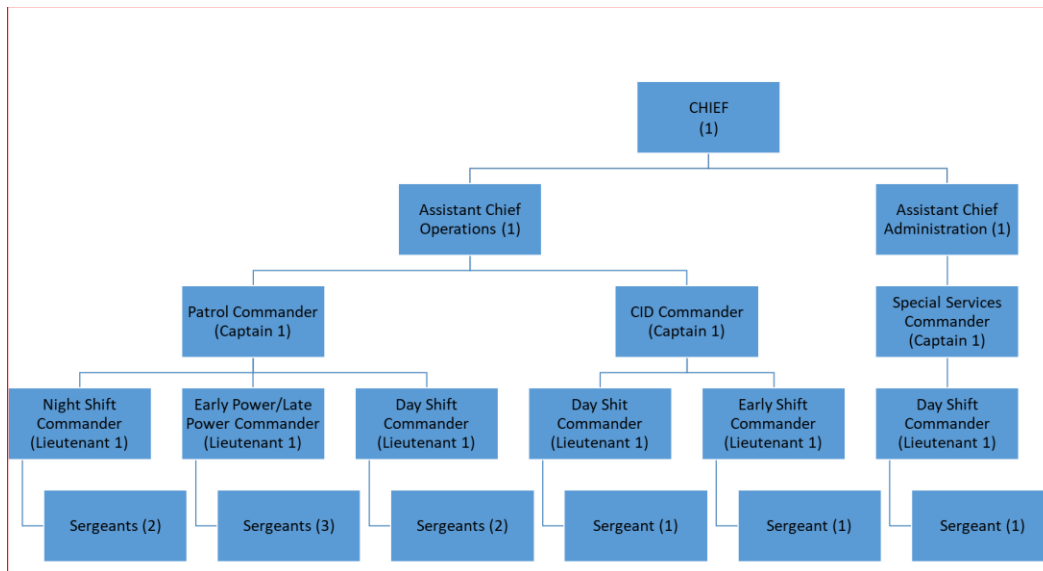 CHIEF
(1)
Assistant Chief
Operations (1)
Assistant Chief
Administration (1)
Patrol Commander
(Captain 1)
CID Commander
(Captain 1)
Special Services
Commander
(Captain 1)
Night Shift
Commander
(Lieutenant 1)
Early Power/Late
Power Commander
(Lieutenant 1)
Day Shift
Commander
(Lieutenant 1)
Day Shit
Commander
(Lieutenant 1)
Early Shift
Commander
(Lieutenant 1)
Day Shift
Commander
(Lieutenant 1)
Sergeants (2)
Sergeants (3)
Sergeants (2)
Sergeant (1)
Sergeant (1)
Sergeant (1)